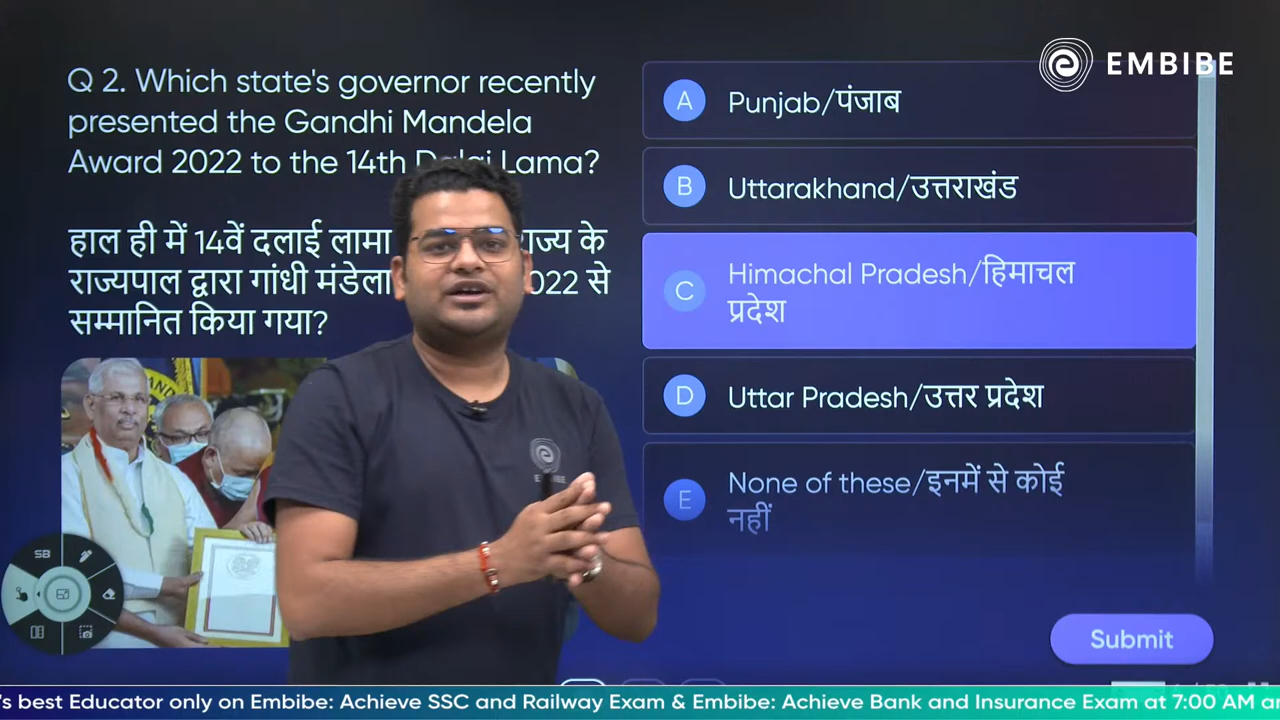 EMBIBE
Q 2. Which state's governor recently
presented the Gandhi Mandela
Award 2022 to the 14th Dalai Lama?
हाल ही में 14वें दलाई लामा राज्य के
राज्यपाल द्वारा गांधी मंडेला 2022 से
सम्मानित किया गया?
A Punjab/पंजाब
B Uttarakhand/उत्तराखंड
C Himachal Pradesh/हिमाचल
प्रदेश
D Uttar Pradesh/उत्तर प्रदेश
E None of these/इनमें से कोई
नहीं
SB
Submit
's best Educator only on Embibe: Achieve SSC and Railway Exam & Embibe: Achieve Bank and Insurance Exam at 7:00 AM